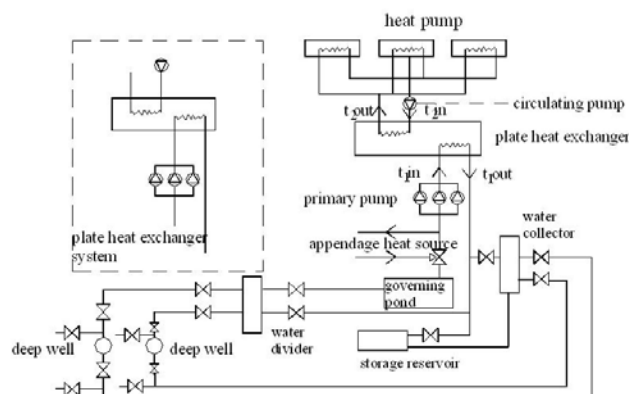 heat pump
t2out
t2in
circulating pump
plate heat exchanger
t1in
t1out
primary pump
plate heat exchanger
system
appendage heat source
water
collector
governing
pond
deep well
deep well
water
divider
storage reservoir